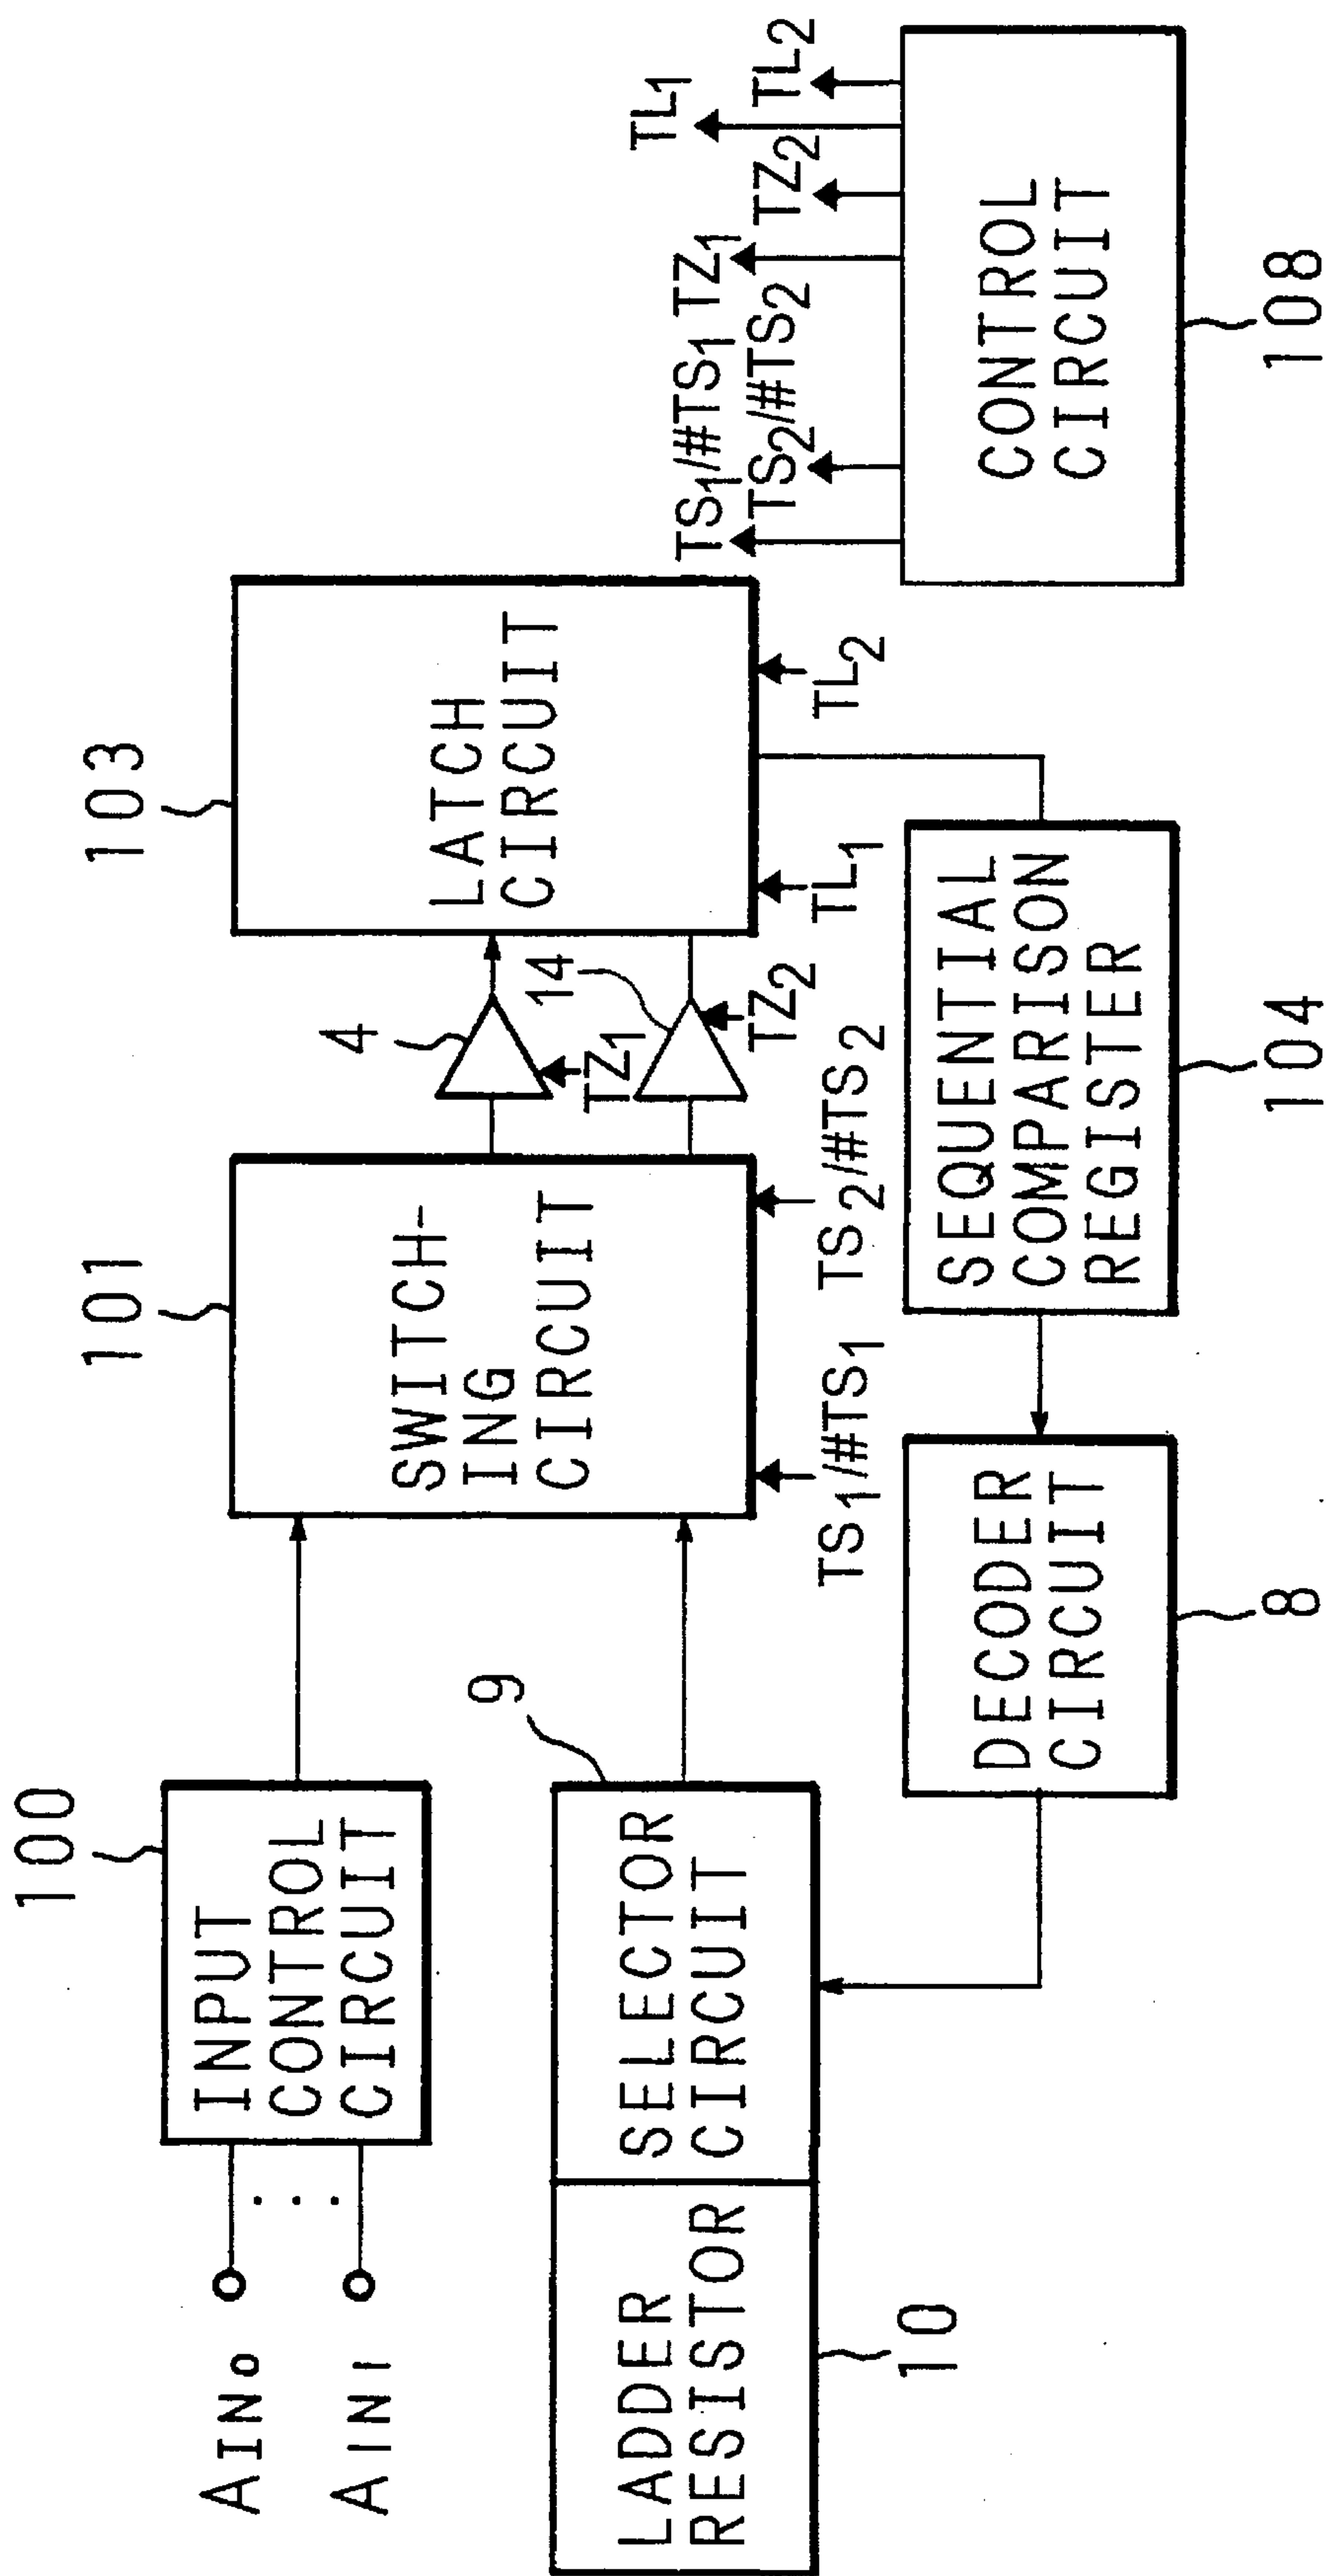 100
101
103
AIN0
AIN1
INPUT
CONTROL
CIRCUIT
SWITCH-
ING
CIRCUIT
LATCH
CIRCUIT
4
14
TZ1
TZ2
9
LADDER
RESISTOR
SELECTOR
CIRCUIT
10
TS1/#TS1
TS2/#TS2
TL1
TL2
DECODER
CIRCUIT
8
SEQUENTIAL
COMPARISON
REGISTER
104
TS1/#TS1
TS2/#TS2
TZ1
TZ2
TL1
TL2
CONTROL
CIRCUIT
108